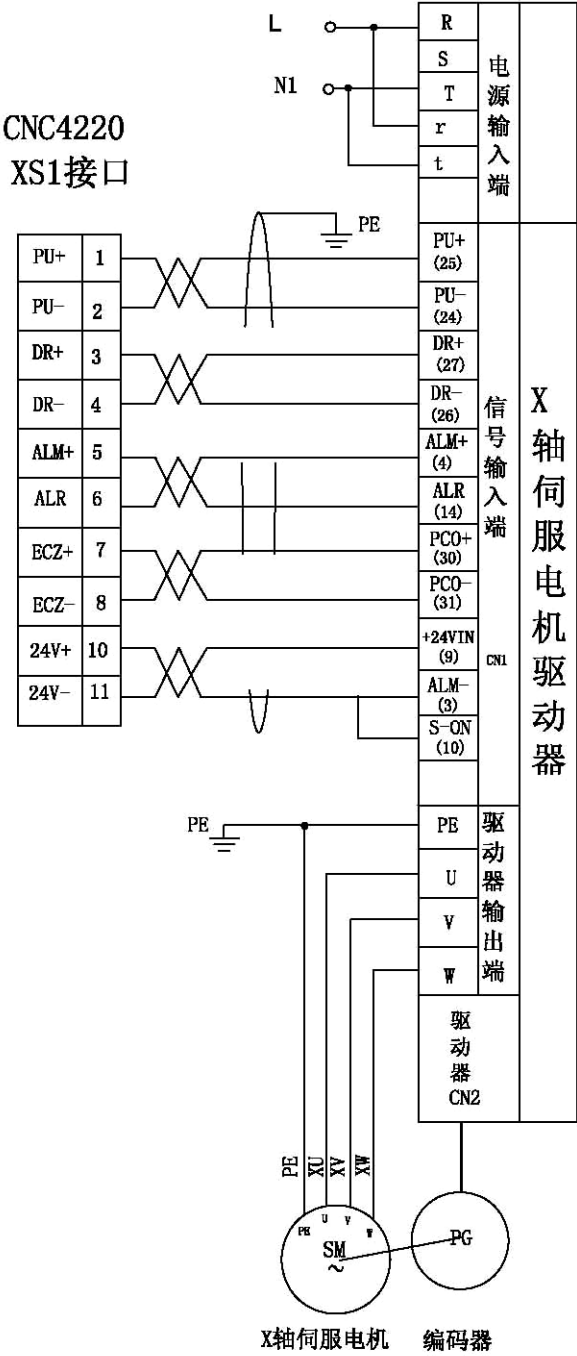 L
R
S
N1
T
r
t
电源输入端
CNC4220
XS1接口
PE
PU+ 1
PU- 2
DR+ 3
DR- 4
ALM+ 5
ALR 6
ECZ+ 7
ECZ- 8
24V+ 10
24V- 11
PU+
(25)
PU-
(24)
DR+
(27)
DR-
(26)
ALM+
(4)
ALR
(14)
PCO+
(30)
PCO-
(31)
+24VIN
(9)
ALM-
(3)
S-ON
(10)
信号输入端
CN1
X轴伺服电机驱动器
PE
PE
U
V
W
驱动器输出端
驱动器
CN2
PE
XU
XV
XW
PE
U
V
W
SM
~
PG
X轴伺服电机 编码器